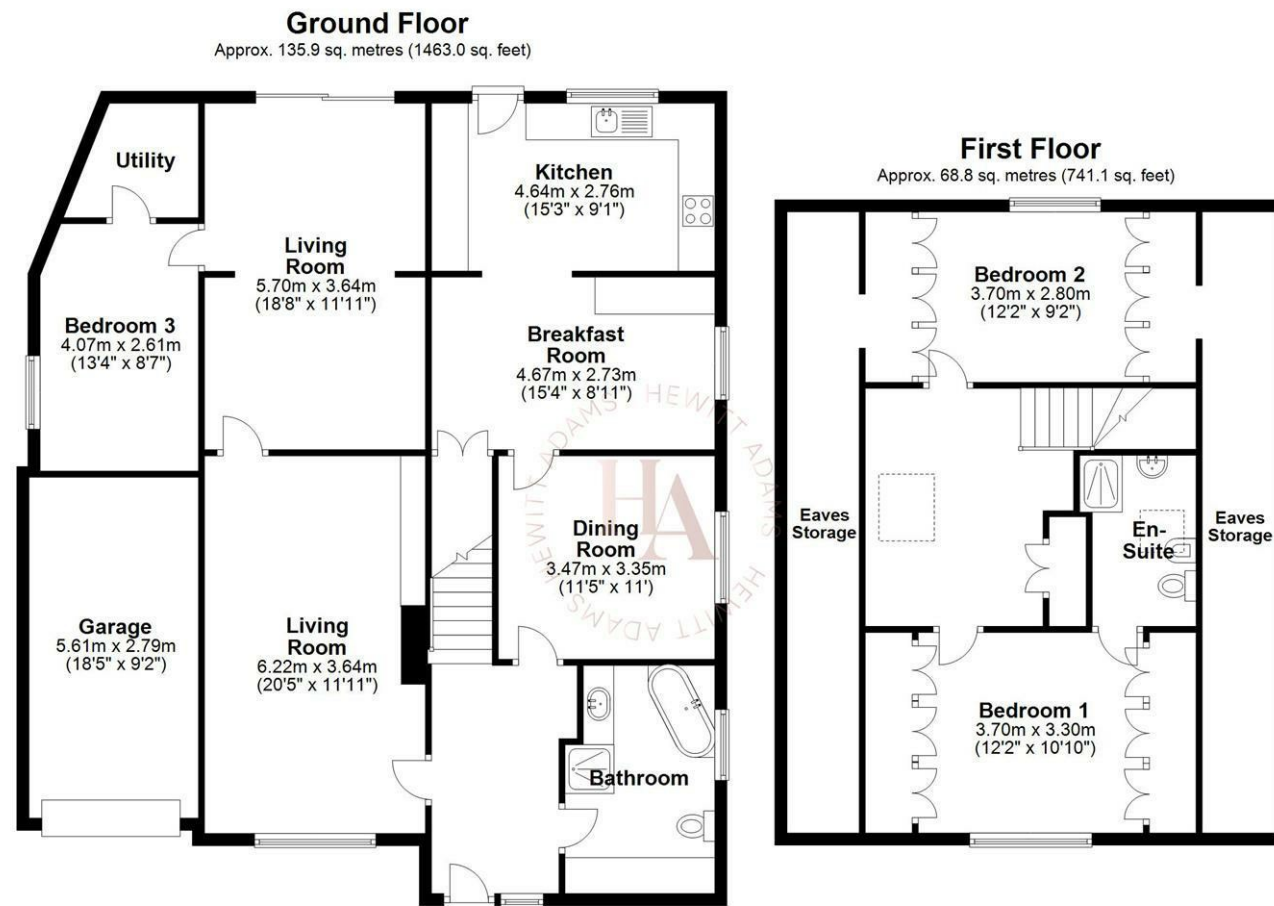 Ground Floor
Approx. 135.9 sq. metres (1463.0 sq. feet)
Utility
Kitchen
4.64m x 2.76m
(15'3" x 9'1")
Living
Room
5.70m x 3.64m
(18'8" x 11'11")
Bedroom 3
4.07m x 2.61m
(13'4" x 8'7")
Breakfast
Room
4.67m x 2.73m
(15'4" x 8'11")
Dining
Room
3.47m x 3.35m
(11'5" x 11')
Garage
5.61m x 2.79m
(18'5" x 9'2")
Living
Room
6.22m x 3.64m
(20'5" x 11'11")
Bathroom
HEWITT ADAMS HEWITT ADAMS HEWITT ADAMS
HA
First Floor
Approx. 68.8 sq. metres (741.1 sq. feet)
Bedroom 2
3.70m x 2.80m
(12'2" x 9'2")
Eaves
Storage
En-
Suite
Eaves
Storage
Bedroom 1
3.70m x 3.30m
(12'2" x 10'10")